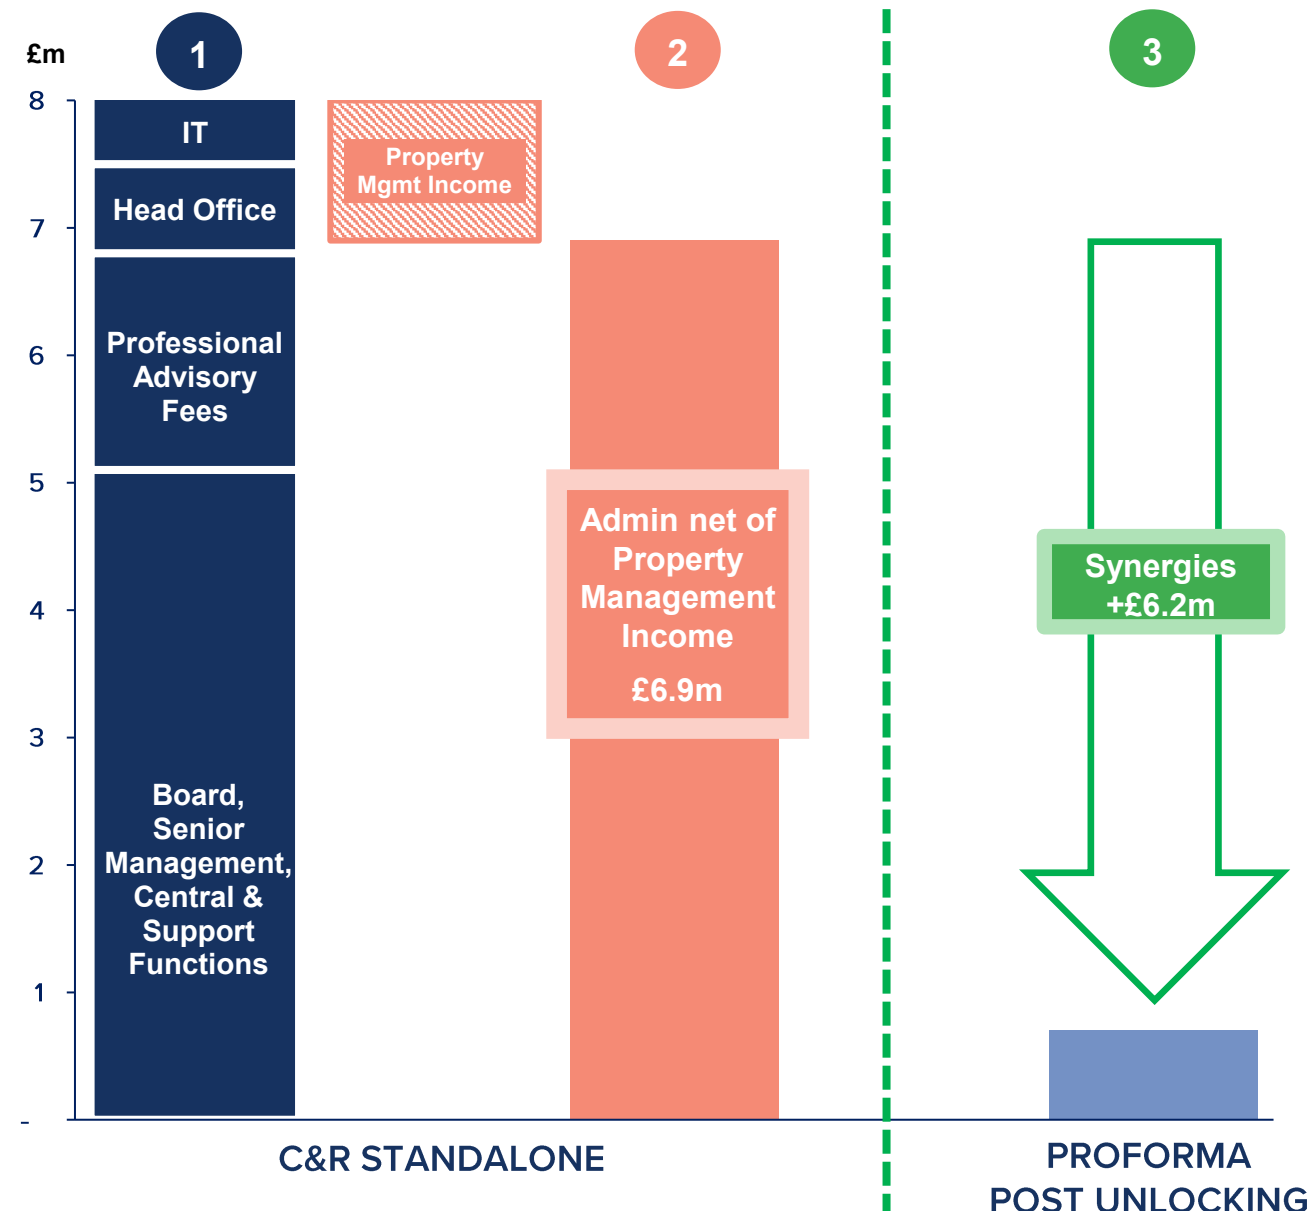 £m
1
2
3
8
7
6
5
4
3
2
1
-
IT
Head Office
Professional
Advisory
Fees
Board,
Senior
Management,
Central &
Support
Functions
Property
Mgmt Income
Admin net of
Property
Management
Income
£6.9m
Synergies
+£6.2m
C&R STANDALONE
PROFORMA
POST UNLOCKING